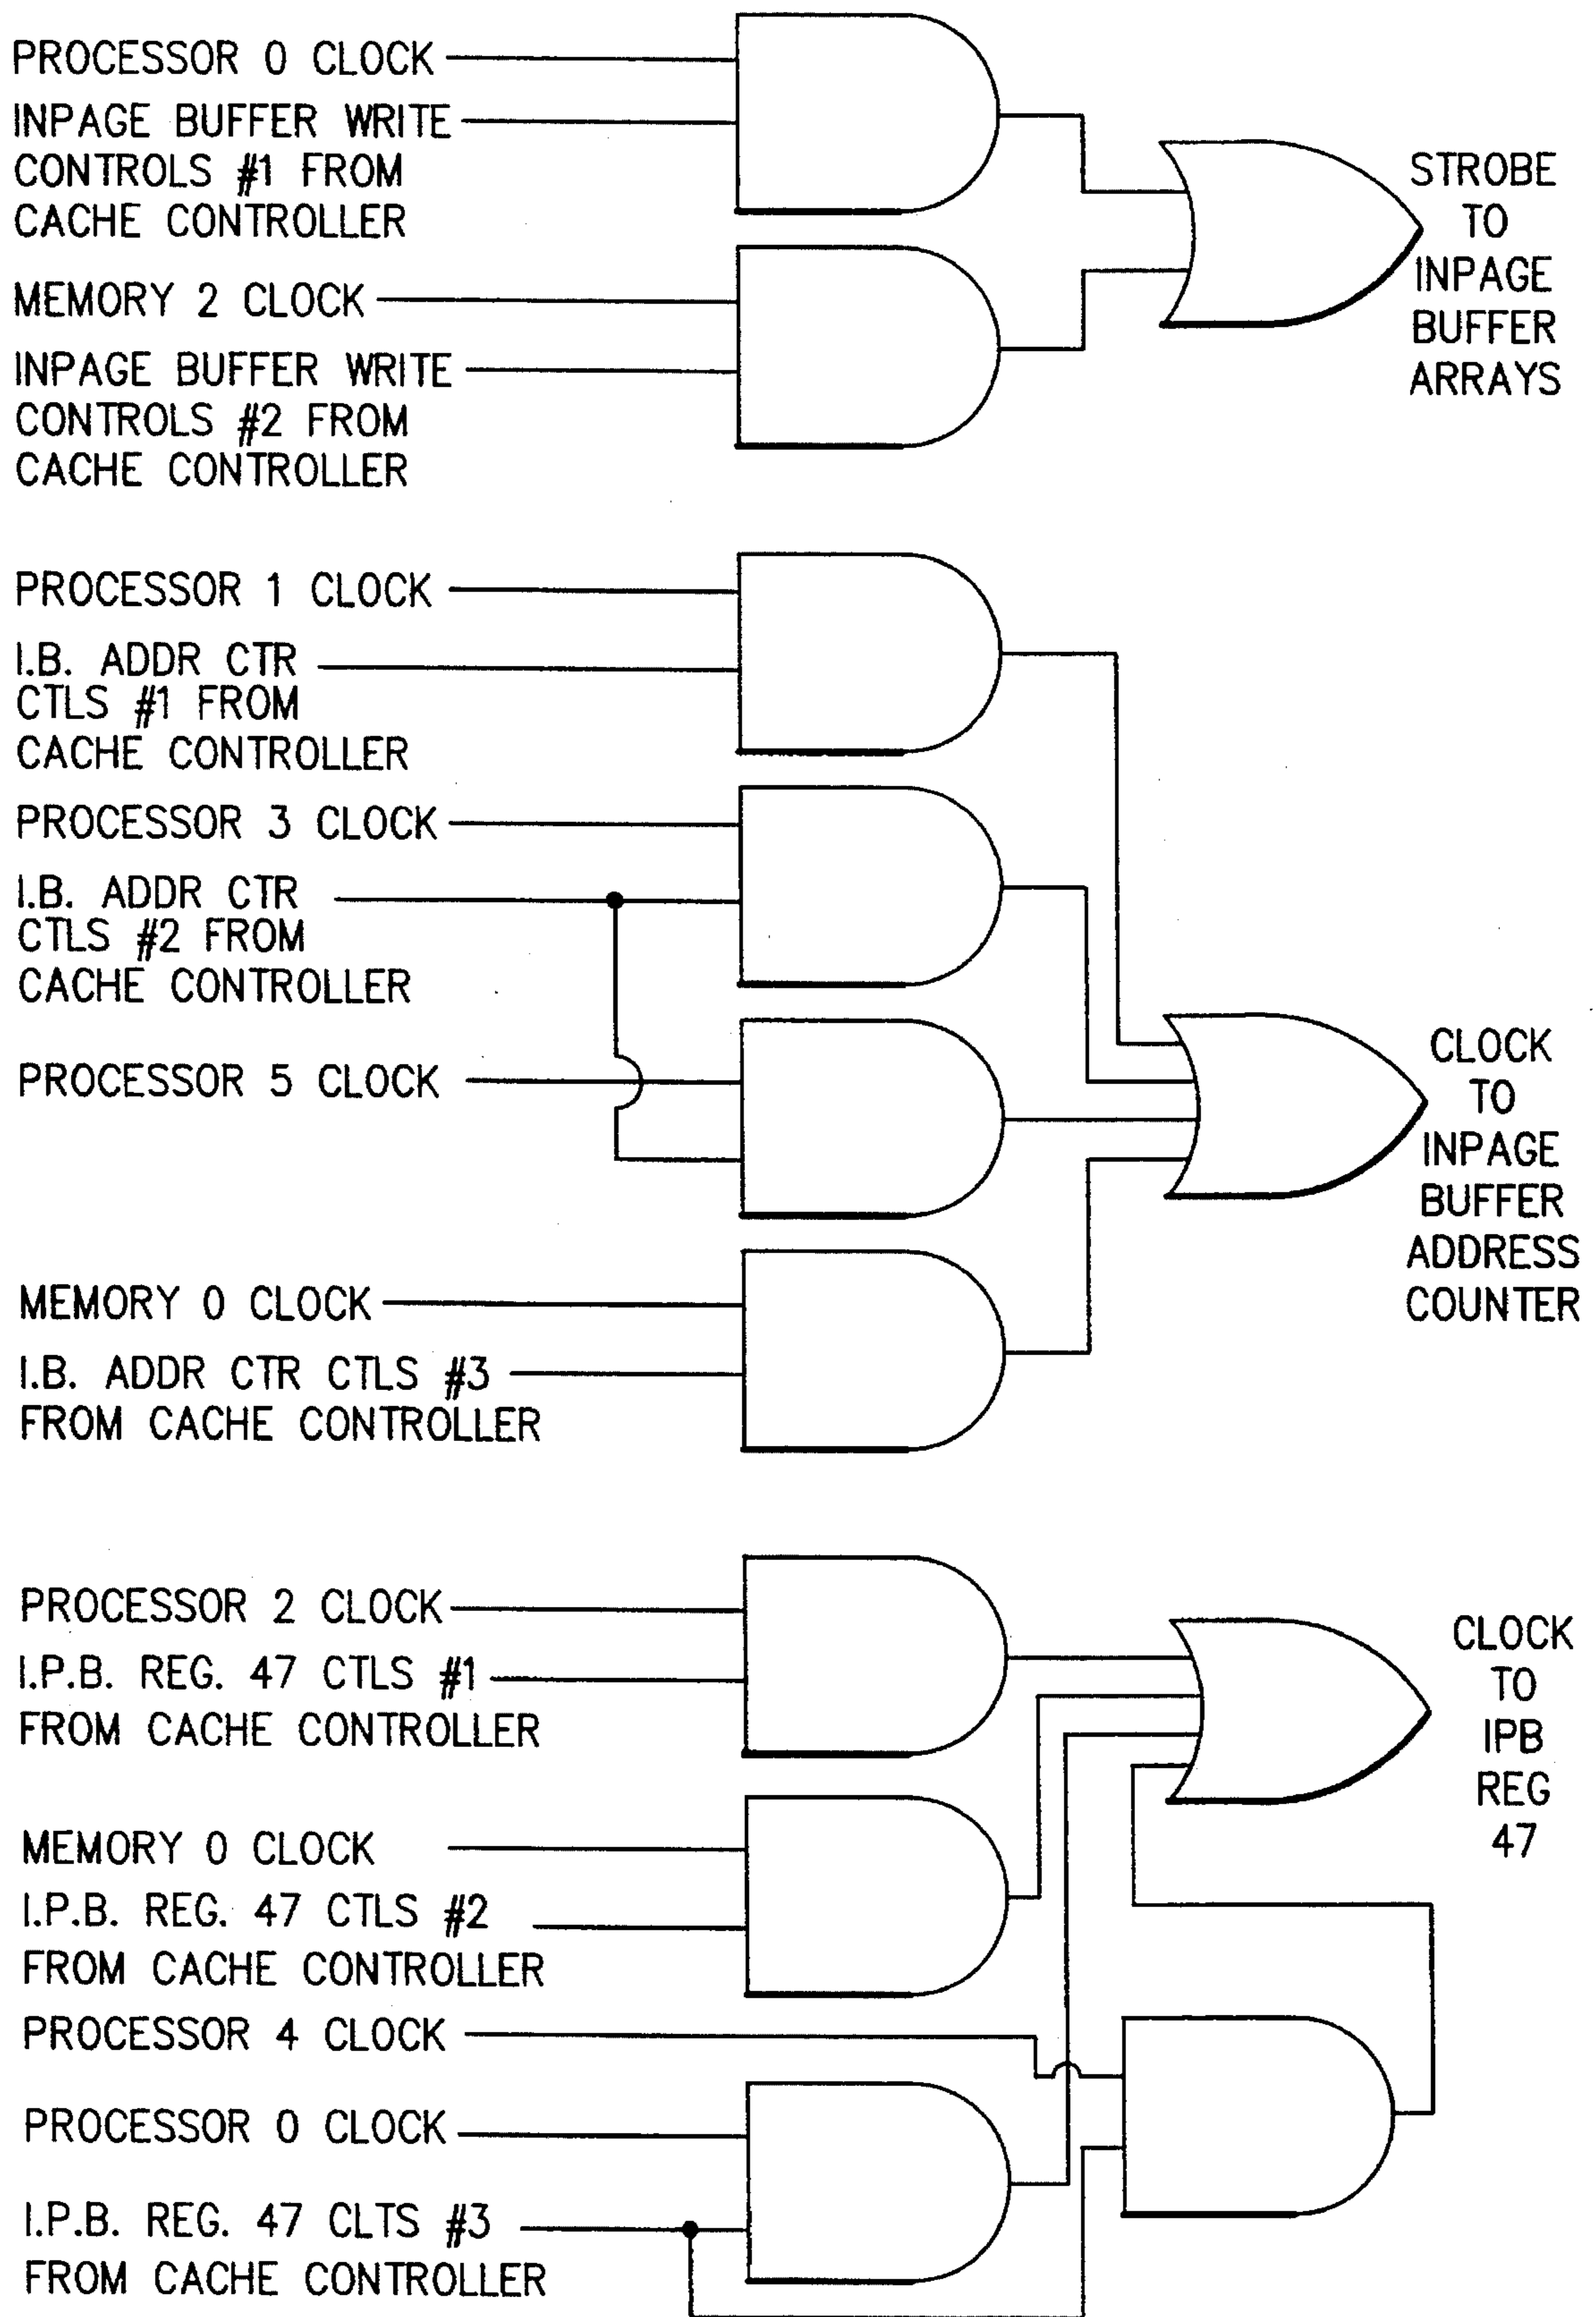 PROCESSOR 0 CLOCK
INPAGE BUFFER WRITE
CONTROLS #1 FROM
CACHE CONTROLLER
MEMORY 2 CLOCK
INPAGE BUFFER WRITE
CONTROLS #2 FROM
CACHE CONTROLLER
STROBE
TO
INPAGE
BUFFER
ARRAYS
PROCESSOR 1 CLOCK
I.B. ADDR CTR
CTLS #1 FROM
CACHE CONTROLLER
PROCESSOR 3 CLOCK
I.B. ADDR CTR
CTLS #2 FROM
CACHE CONTROLLER
PROCESSOR 5 CLOCK
MEMORY 0 CLOCK
I.B. ADDR CTR CTLS #3
FROM CACHE CONTROLLER
CLOCK
TO
INPAGE
BUFFER
ADDRESS
COUNTER
PROCESSOR 2 CLOCK
I.P.B. REG. 47 CTLS #1
FROM CACHE CONTROLLER
MEMORY 0 CLOCK
I.P.B. REG. 47 CTLS #2
FROM CACHE CONTROLLER
PROCESSOR 4 CLOCK
PROCESSOR 0 CLOCK
I.P.B. REG. 47 CLTS #3
FROM CACHE CONTROLLER
CLOCK
TO
IPB
REG
47